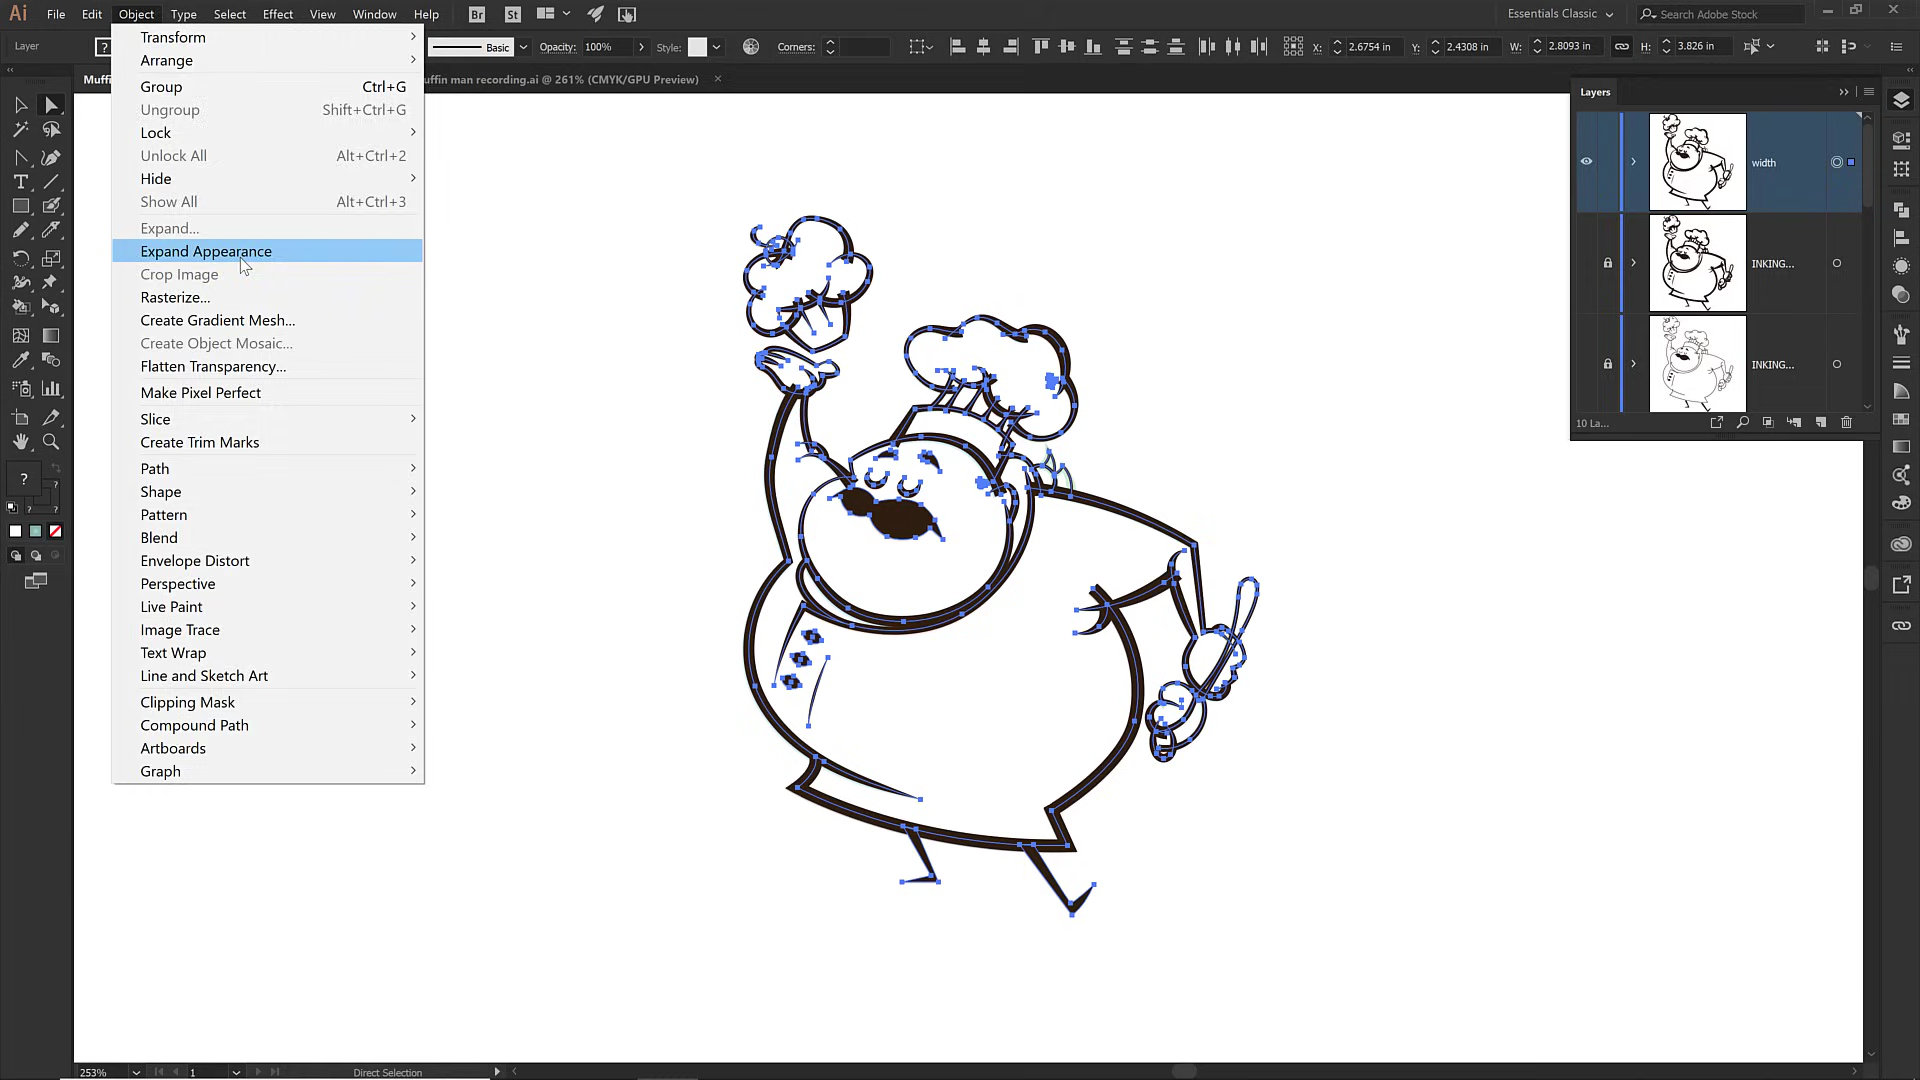 Ai File Edit Object Type Select Effect View Window Help Br St Essentials Classic Search Adobe Stock
Layer ? Basic Opacity: 100% Style: Corners: X: 2.6754 in Y: 2.4308 in W: 2.8093 in H: 3.826 in
Muffi uffin man recording.ai @ 261% (CMYK/GPU Preview)
Transform
Arrange
Group Ctrl+G
Ungroup Shift+Ctrl+G
Lock
Unlock All Alt+Ctrl+2
Hide
Show All Alt+Ctrl+3
Expand...
Expand Appearance
Crop Image
Rasterize...
Create Gradient Mesh...
Create Object Mosaic...
Flatten Transparency...
Make Pixel Perfect
Slice
Create Trim Marks
Path
Shape
Pattern
Blend
Envelope Distort
Perspective
Live Paint
Image Trace
Text Wrap
Line and Sketch Art
Clipping Mask
Compound Path
Artboards
Graph
Layers
width
INKING...
INKING...
10 La...
?
? ?
253% 1 Direct Selection